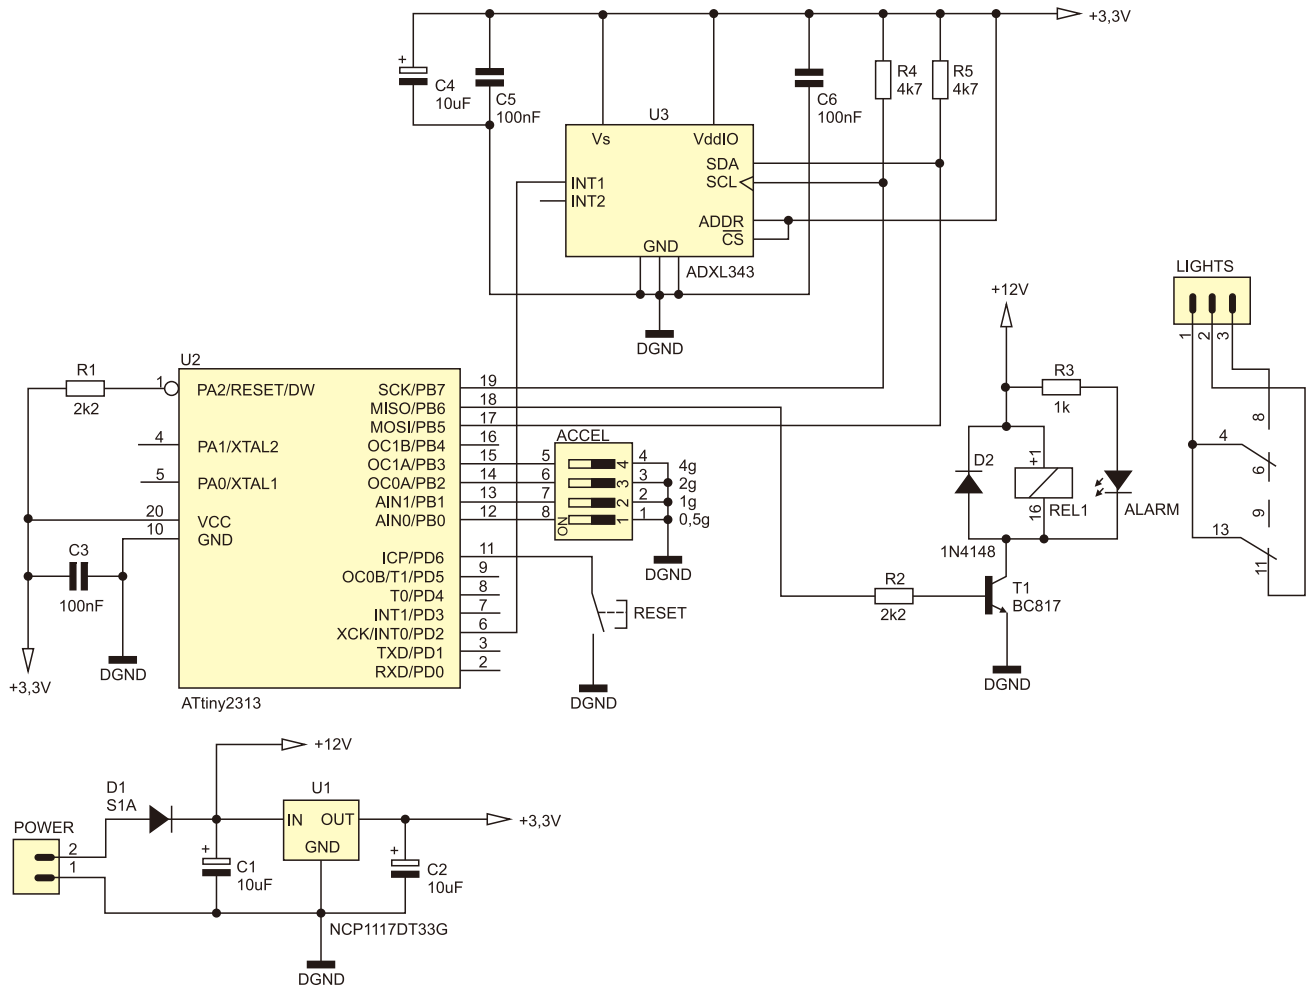 +3,3V
+
C4
10uF
C5
100nF
C6
100nF
R4
4k7
R5
4k7
U3
Vs
VddIO
SDA
SCL
INT1
INT2
ADDR
CS
GND
ADXL343
DGND
LIGHTS
1
2
3
+12V
R3
1k
D2
1N4148
+1
16
REL1
ALARM
8
4
6
9
13
11
U2
R1
2k2
1
PA2/RESET/DW
4
PA1/XTAL2
5
PA0/XTAL1
20
VCC
10
GND
C3
100nF
DGND
+3,3V
SCK/PB7
19
MISO/PB6
18
MOSI/PB5
17
OC1B/PB4
16
OC1A/PB3
15
OC0A/PB2
14
AIN1/PB1
13
AIN0/PB0
12
ICP/PD6
11
OC0B/T1/PD5
9
T0/PD4
8
INT1/PD3
7
XCK/INT0/PD2
6
TXD/PD1
3
RXD/PD0
2
ATtiny2313
ACCEL
5
4
4
4g
6
3
3
2g
7
2
2
1g
8
ON
1
1
0,5g
DGND
RESET
DGND
R2
2k2
T1
BC817
DGND
POWER
2
1
D1
S1A
+12V
+
C1
10uF
U1
IN
OUT
GND
NCP1117DT33G
+
C2
10uF
+3,3V
DGND